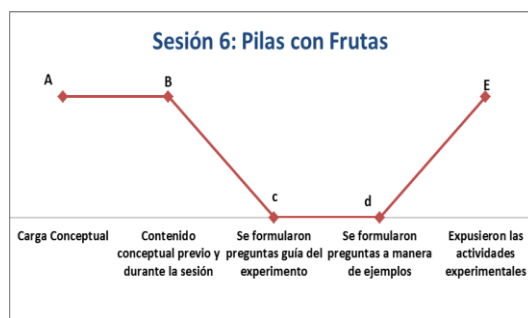 Sesión 6: Pilas con Frutas
A
B
c
d
E
Carga Conceptual
Contenido
conceptual previo y
durante la sesión
Se formularon
preguntas guía del
experimento
Se formularon
preguntas a manera
de ejemplos
Expusieron las
actividades
experimentales